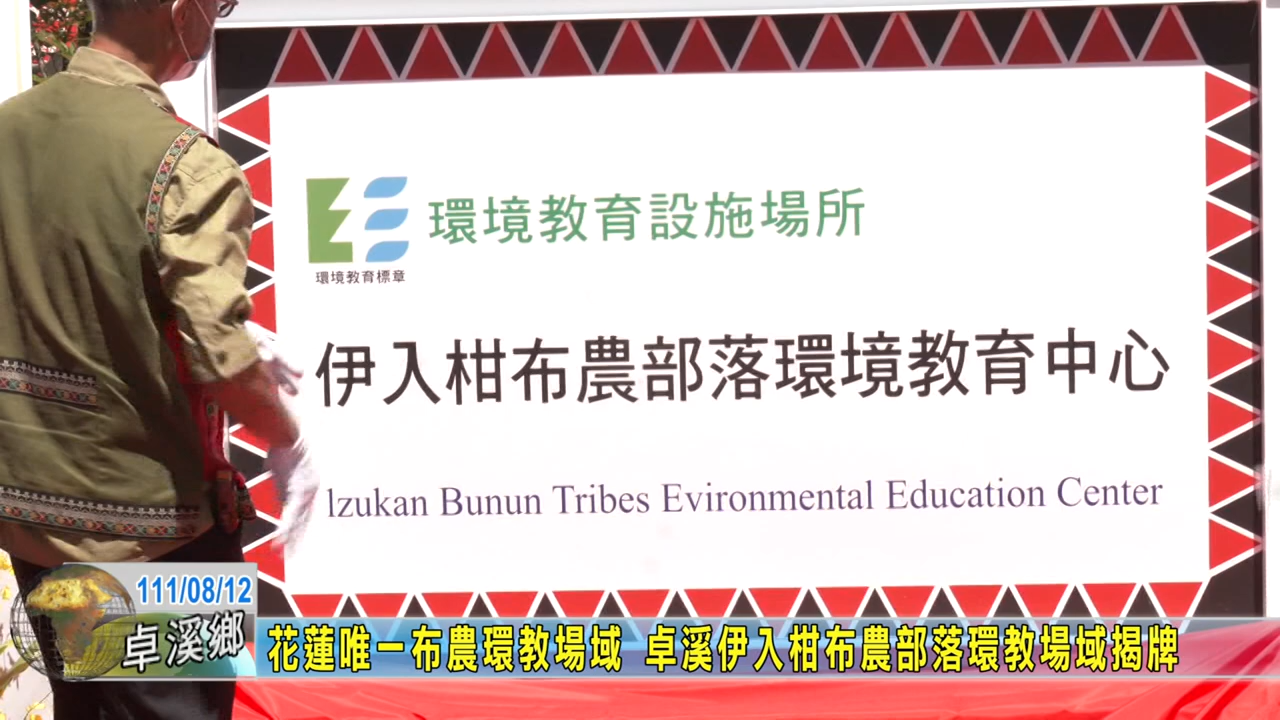 環境教育設施場所
環境教育標章
伊入柑布農部落環境教育中心
lzukan Bunun Tribes Evironmental Education Center
111/08/12
卓溪鄉
花蓮唯一布農環教場域 卓溪伊入柑布農部落環教場域揭牌